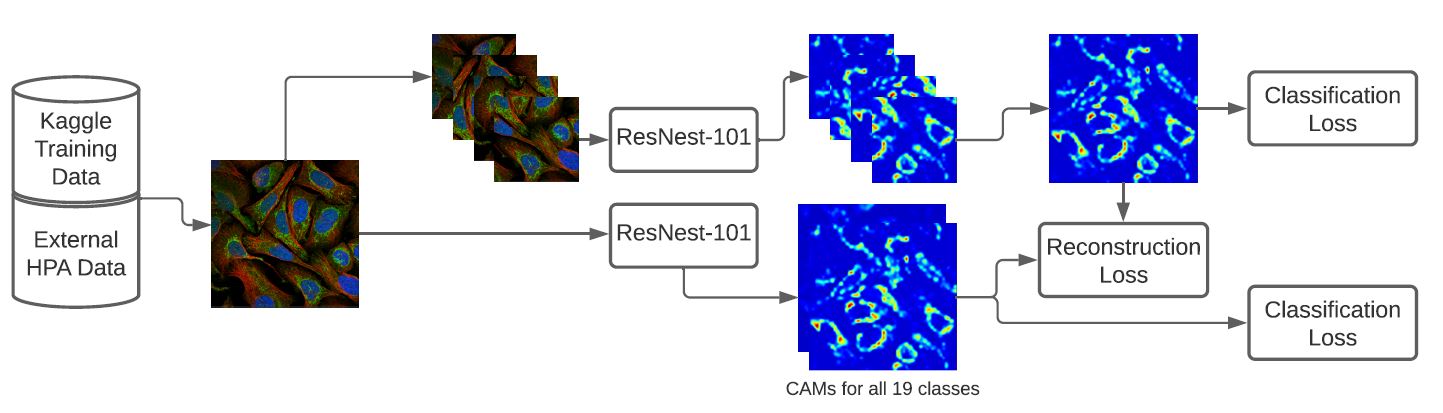 Kaggle
Training
Data
External
HPA Data
ResNest-101
ResNest-101
CAMs for all 19 classes
Classification
Loss
Reconstruction
Loss
Classification
Loss